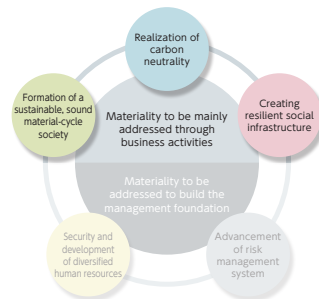 Realization of
carbon
neutrality
Formation of a
sustainable, sound
material-cycle
society
Materiality to be mainly
addressed through
business activities
Creating
resilient social
infrastructure
Materiality to be
addressed to build the
management foundation
Security and
development
of diversified
human resources
Advancement
of risk
management
system